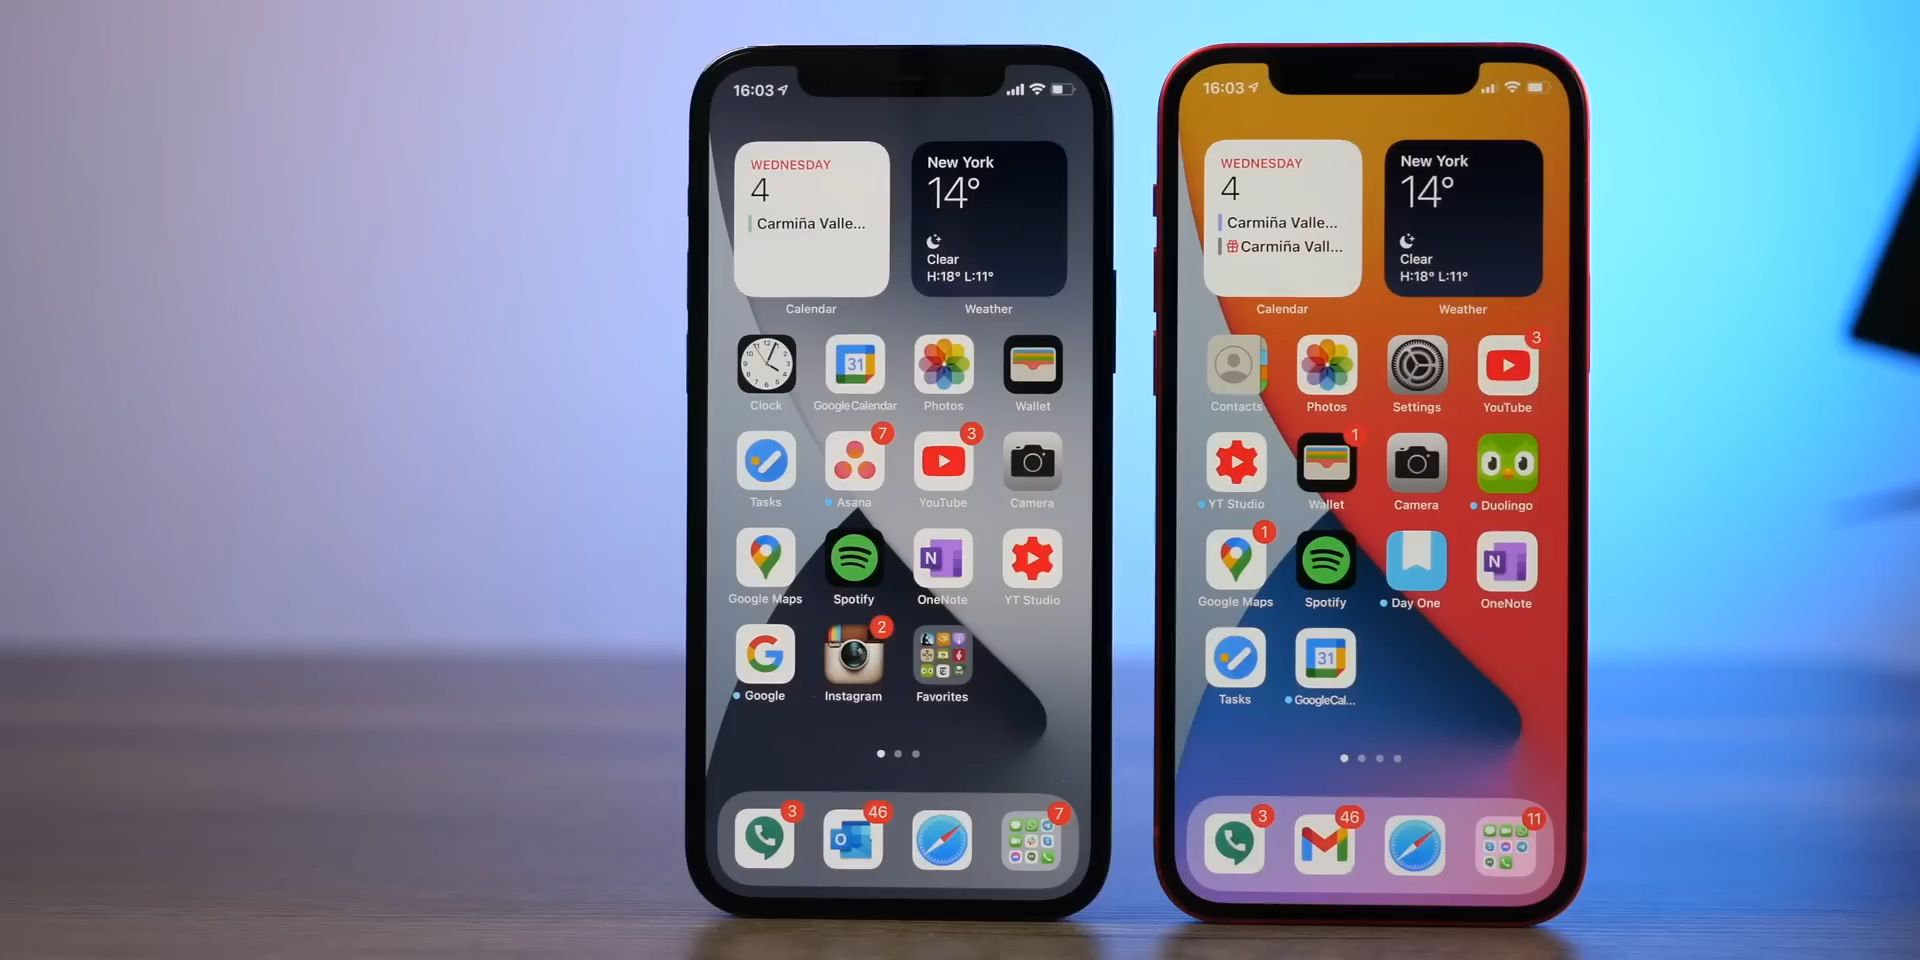 16:03
WEDNESDAY
4
Carmiña Valle...
Calendar
New York
14°
Clear
H:18° L:11°
Weather
Clock
31
Google Calendar
Photos
Wallet
Tasks
7
Asana
3
YouTube
Camera
Google Maps
Spotify
N
OneNote
YT Studio
G
Google
2
Instagram
Favorites
3
46
7
16:03
WEDNESDAY
4
Carmiña Valle...
Carmiña Vall...
Calendar
New York
14°
Clear
H:18° L:11°
Weather
Contacts
Photos
Settings
3
YouTube
YT Studio
1
Wallet
Camera
Duolingo
1
Google Maps
Spotify
Day One
N
OneNote
Tasks
31
GoogleCal...
3
46
11